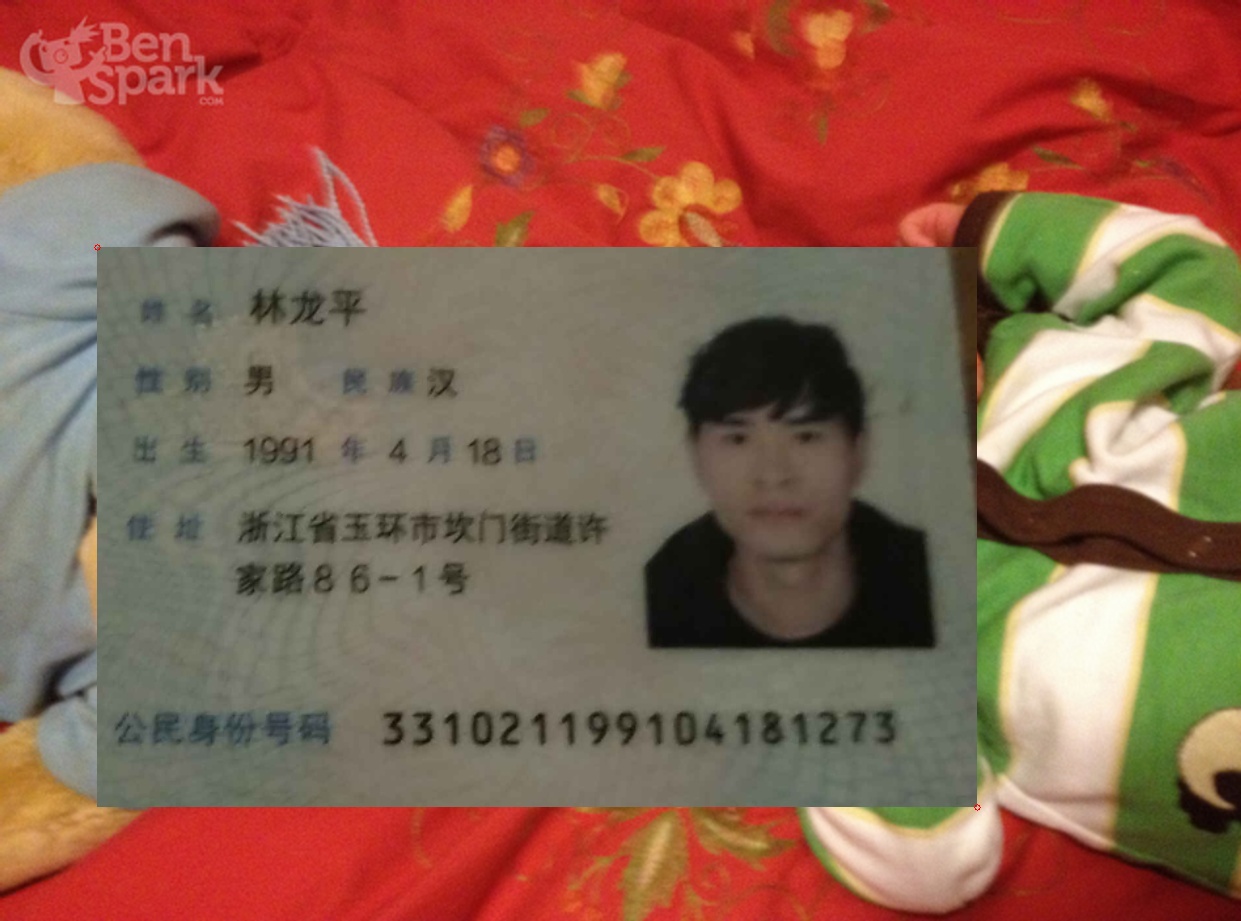 Ben
Spark
.COM
姓名 林龙平
性别 男 民族 汉
出生 1991 年 4 月 18 日
住址 浙江省玉环市坎门街道许
家路86-1号
公民身份号码 331021199104181273